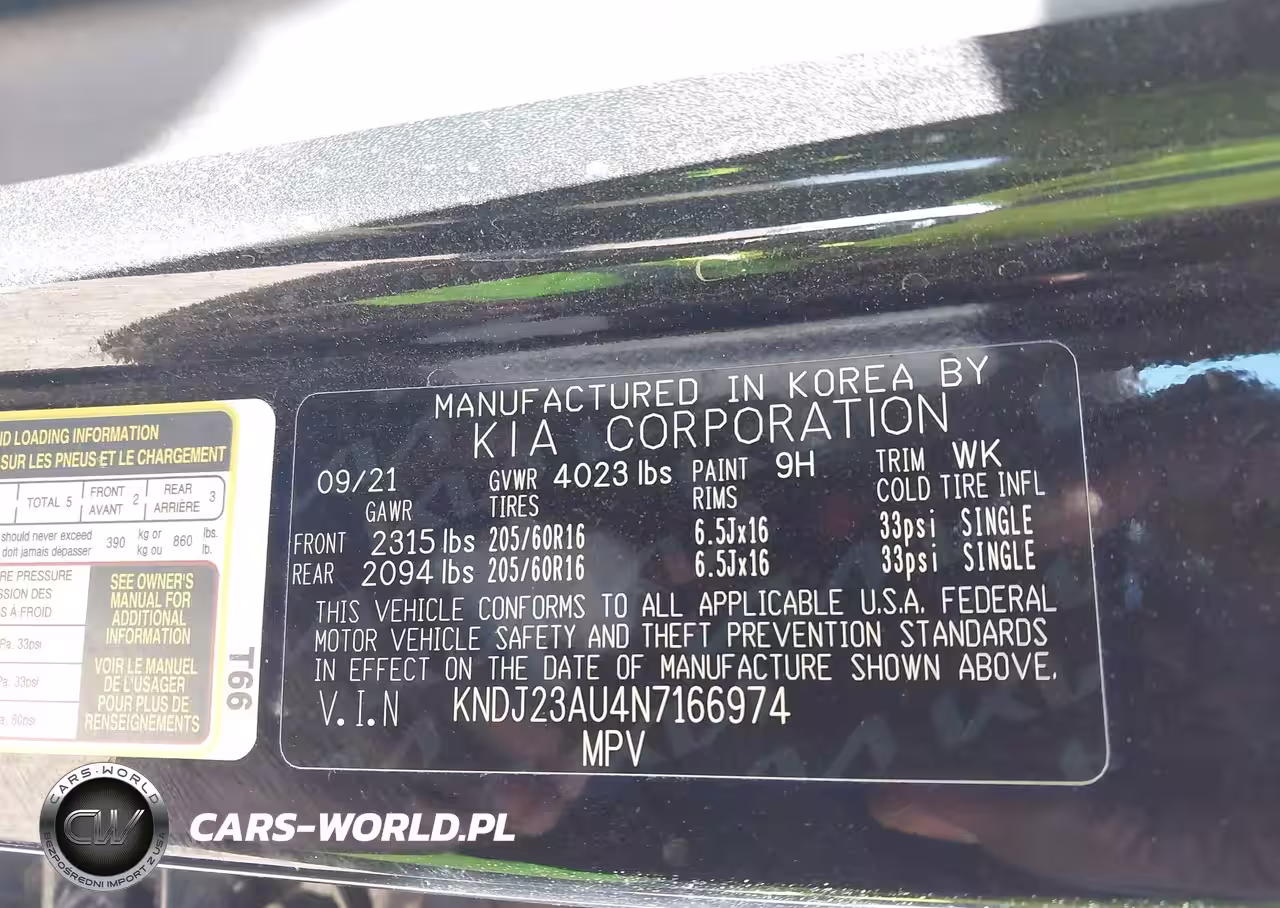 MANUFACTURED IN KOREA BY
KIA CORPORATION
09/21 GVWR 4023 lbs PAINT 9H TRIM WK
GAWR TIRES RIMS COLD TIRE INFL
FRONT 2315 lbs 205/60R16 6.5Jx16 33psi SINGLE
REAR 2094 lbs 205/60R16 6.5Jx16 33psi SINGLE
THIS VEHICLE CONFORMS TO ALL APPLICABLE U.S.A. FEDERAL
MOTOR VEHICLE SAFETY AND THEFT PREVENTION STANDARDS
IN EFFECT ON THE DATE OF MANUFACTURE SHOWN ABOVE.
V.I.N KNDJ23AU4N7166974
MPV
LOADING INFORMATION
SUR LES PNEUS ET LE CHARGEMENT
TOTAL 5 FRONT AVANT 2 REAR ARRIÈRE 3
should never exceed 390 kg or 860 lbs.
doit jamais dépasser kg ou lb.
PRESSURE
DES
À FROID
33psi
33psi
60psi
SEE OWNER'S
MANUAL FOR
ADDITIONAL
INFORMATION
VOIR LE MANUEL
DE L'USAGER
POUR PLUS DE
RENSEIGNEMENTS
T66
CARS-WORLD
CW
BEZPOŚREDNI IMPORT Z USA
CARS-WORLD.PL